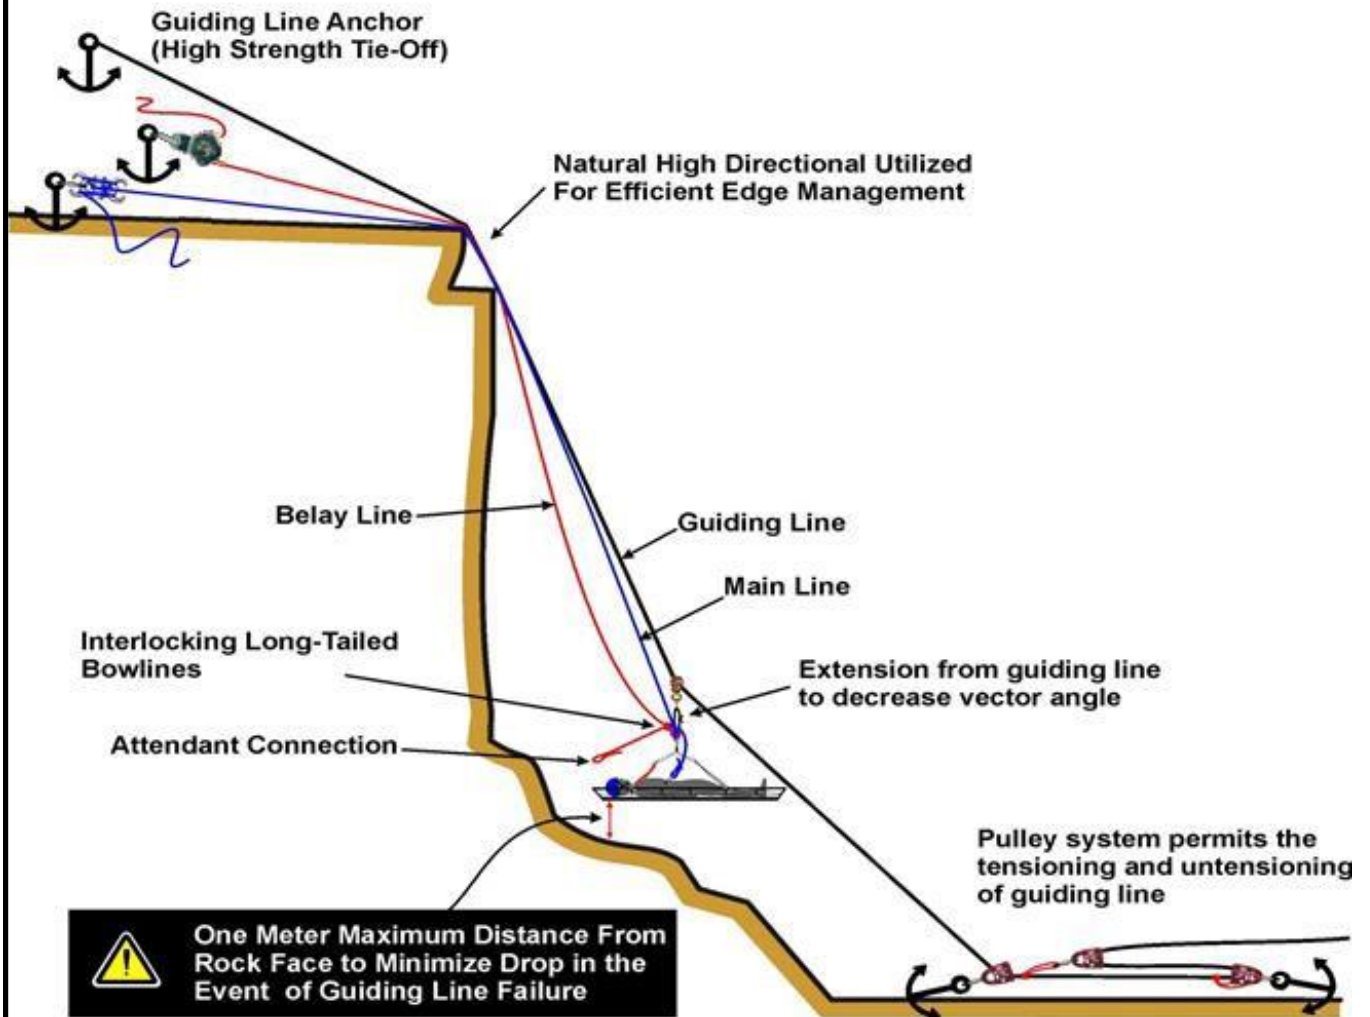 Guiding Line Anchor
(High Strength Tie-Off)
Natural High Directional Utilized
For Efficient Edge Management
Belay Line
Guiding Line
Main Line
Interlocking Long-Tailed
Bowlines
Extension from guiding line
to decrease vector angle
Attendant Connection
Pulley system permits the
tensioning and untensioning
of guiding line
One Meter Maximum Distance From
Rock Face to Minimize Drop in the
Event of Guiding Line Failure